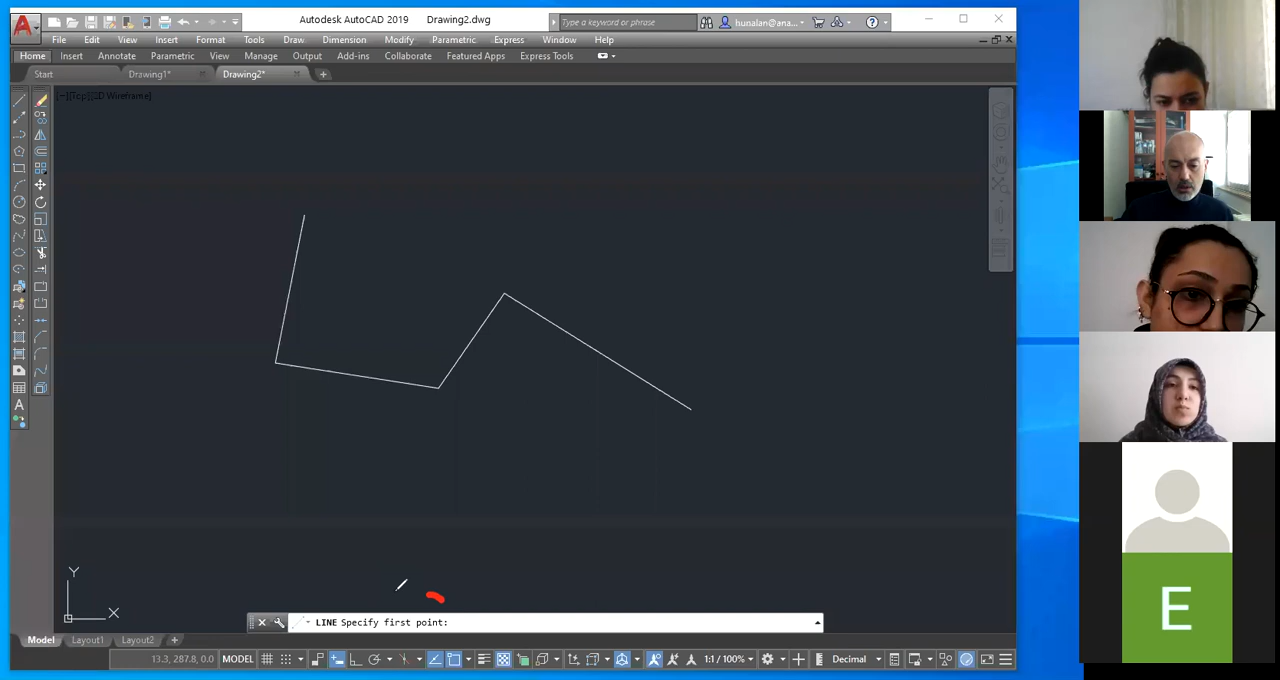 Autodesk AutoCAD 2019 Drawing2.dwg
Type a keyword or phrase
hunalan@ana...
File Edit View Insert Format Tools Draw Dimension Modify Parametric Express Window Help
Home Insert Annotate Parametric View Manage Output Add-ins Collaborate Featured Apps Express Tools
Start Drawing1* Drawing2*
[−][Top][2D Wireframe]
Y
X
LINE Specify first point:
Model Layout1 Layout2
13.3, 287.8, 0.0 MODEL 1:1 / 100% Decimal
E